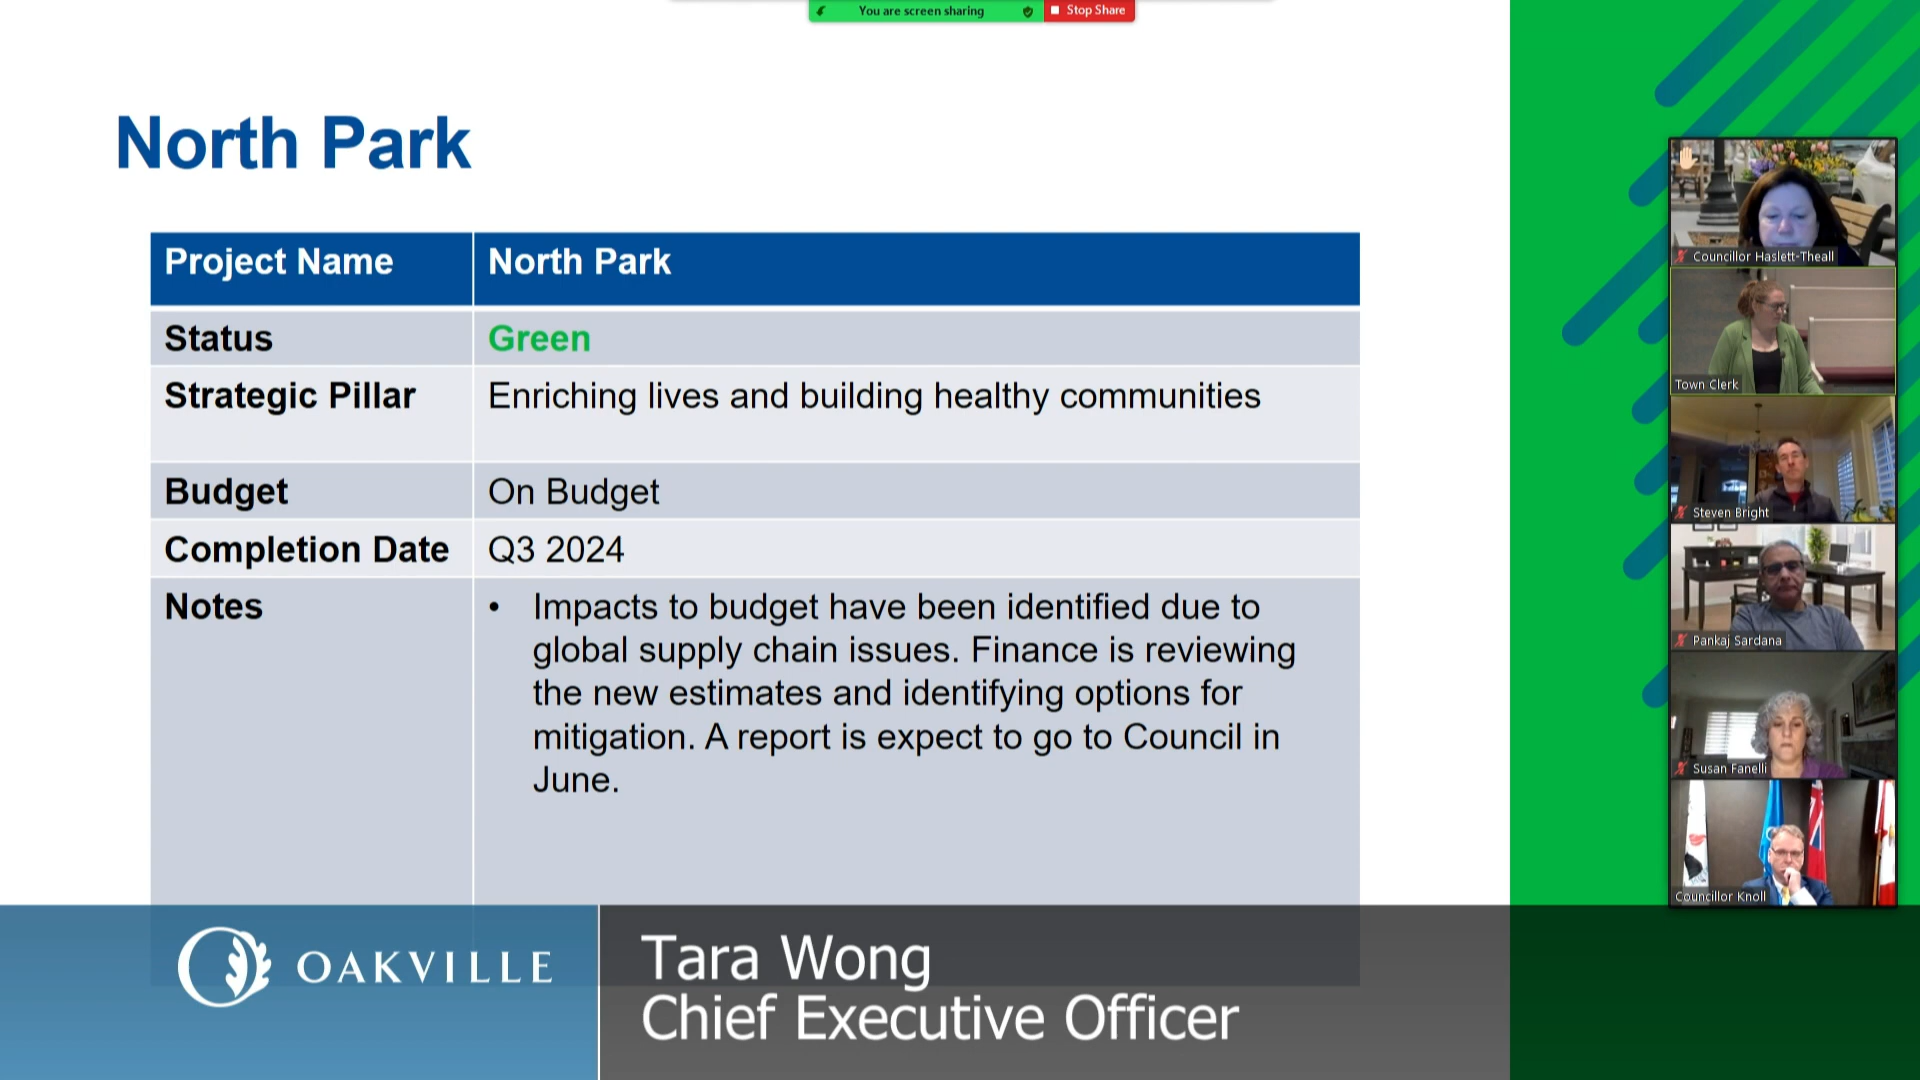 You are screen sharing
Stop Share
North Park
Project Name
North Park
Status
Green
Strategic Pillar
Enriching lives and building healthy communities
Budget
On Budget
Completion Date
Q3 2024
Notes
• Impacts to budget have been identified due to
global supply chain issues. Finance is reviewing
the new estimates and identifying options for
mitigation. A report is expect to go to Council in
June.
Councillor Haslett-Theall
Town Clerk
Steven Bright
Pankaj Sardana
Susan Fanelli
Councillor Knoll
OAKVILLE
Tara Wong
Chief Executive Officer